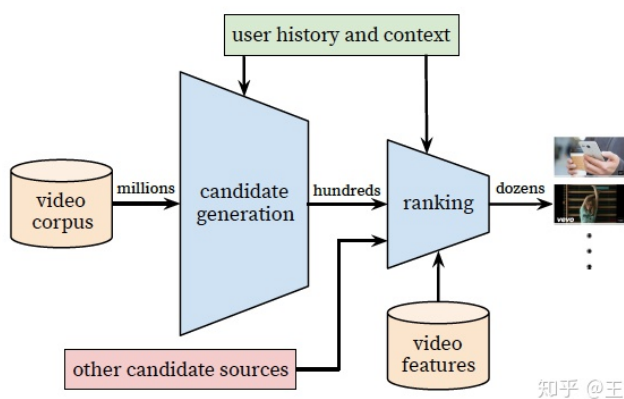 user history and context
video
corpus
millions
candidate
generation
hundreds
ranking
dozens
vevo
other candidate sources
video
features
知乎 @王